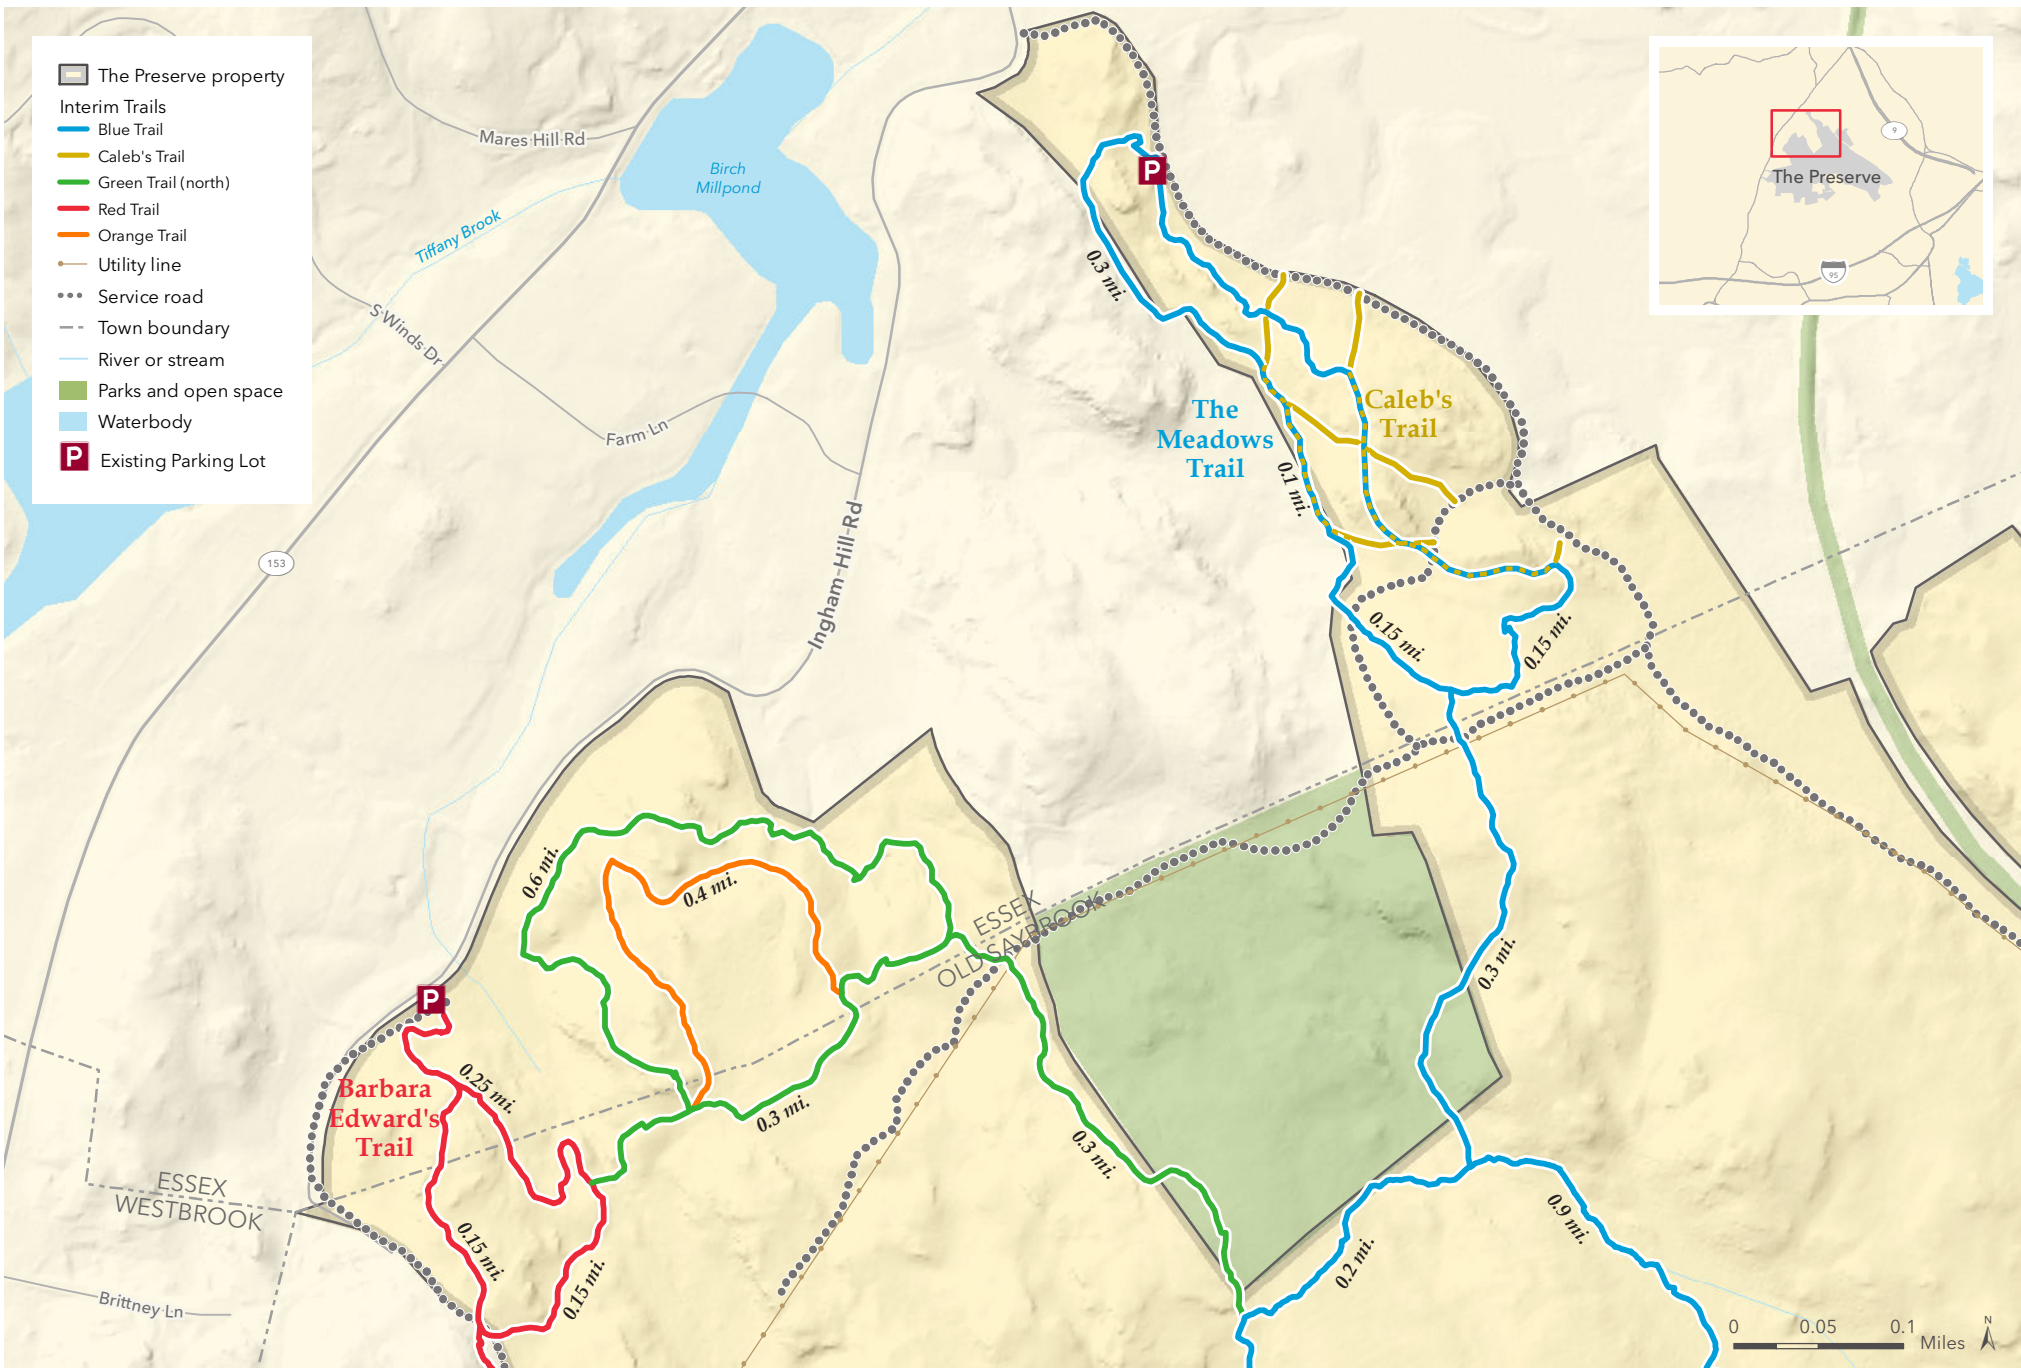 The Preserve property
Interim Trails
Blue Trail
Caleb's Trail
Green Trail (north)
Red Trail
Orange Trail
Utility line
Service road
Town boundary
River or stream
Parks and open space
Waterbody
P Existing Parking Lot
Mares Hill Rd
Birch
Millpond
Tiffany Brook
S Winds Dr
Farm Ln
Ingham Hill Rd
153
P
0.3 mi.
The
Meadows
Trail
Caleb's
Trail
0.1 mi.
0.15 mi.
0.15 mi.
9
The Preserve
95
0.6 mi.
0.4 mi.
ESSEX
OLD SAYBROOK
0.3 mi.
P
0.25 mi.
Barbara
Edward's
Trail
0.3 mi.
0.3 mi.
ESSEX
WESTBROOK
0.15 mi.
0.15 mi.
Brittney Ln
0.2 mi.
0.9 mi.
0 0.05 0.1
Miles
N